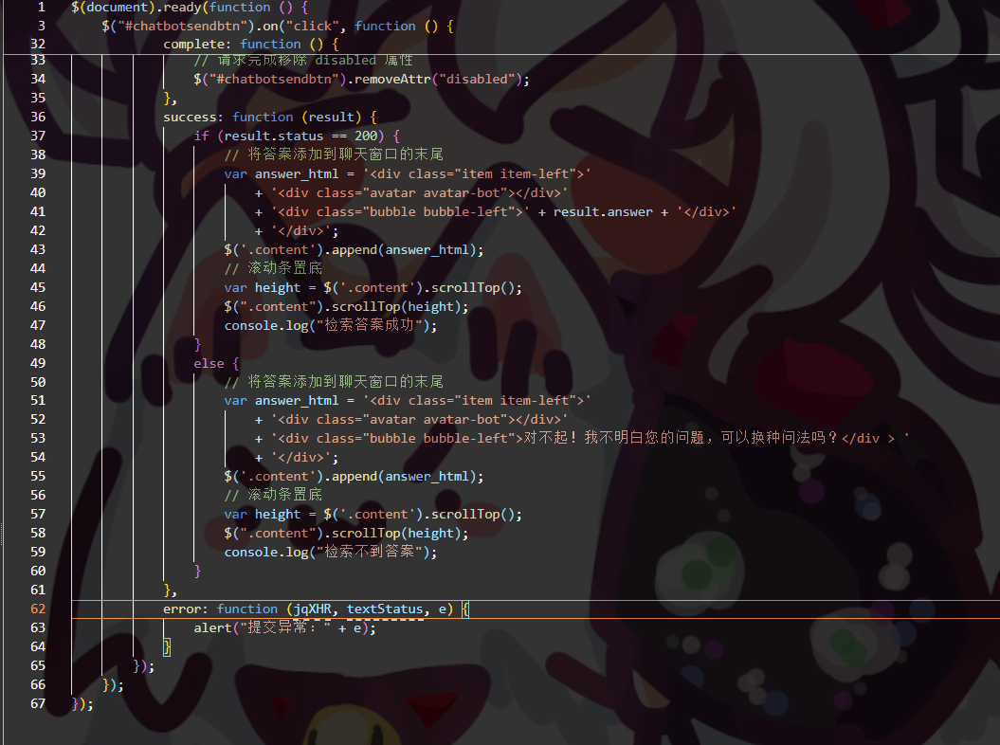 1 $(document).ready(function () {
3 $("#chatbotsendbtn").on("click", function () {
32 complete: function () {
33 // 请求完成移除 disabled 属性
34 $("#chatbotsendbtn").removeAttr("disabled");
35 },
36 success: function (result) {
37 if (result.status == 200) {
38 // 将答案添加到聊天窗口的末尾
39 var answer_html = '<div class="item item-left">'
40 + '<div class="avatar avatar-bot"></div>'
41 + '<div class="bubble bubble-left">' + result.answer + '</div>'
42 + '</div>';
43 $('.content').append(answer_html);
44 // 滚动条置底
45 var height = $('.content').scrollTop();
46 $(".content").scrollTop(height);
47 console.log("检索答案成功");
48 }
49 else {
50 // 将答案添加到聊天窗口的末尾
51 var answer_html = '<div class="item item-left">'
52 + '<div class="avatar avatar-bot"></div>'
53 + '<div class="bubble bubble-left">对不起！我不明白您的问题，可以换种问法吗？</div > '
54 + '</div>';
55 $('.content').append(answer_html);
56 // 滚动条置底
57 var height = $('.content').scrollTop();
58 $(".content").scrollTop(height);
59 console.log("检索不到答案");
60 }
61 },
62 error: function (jqXHR, textStatus, e) {
63 alert("提交异常：" + e);
64 }
65 });
66 });
67 });